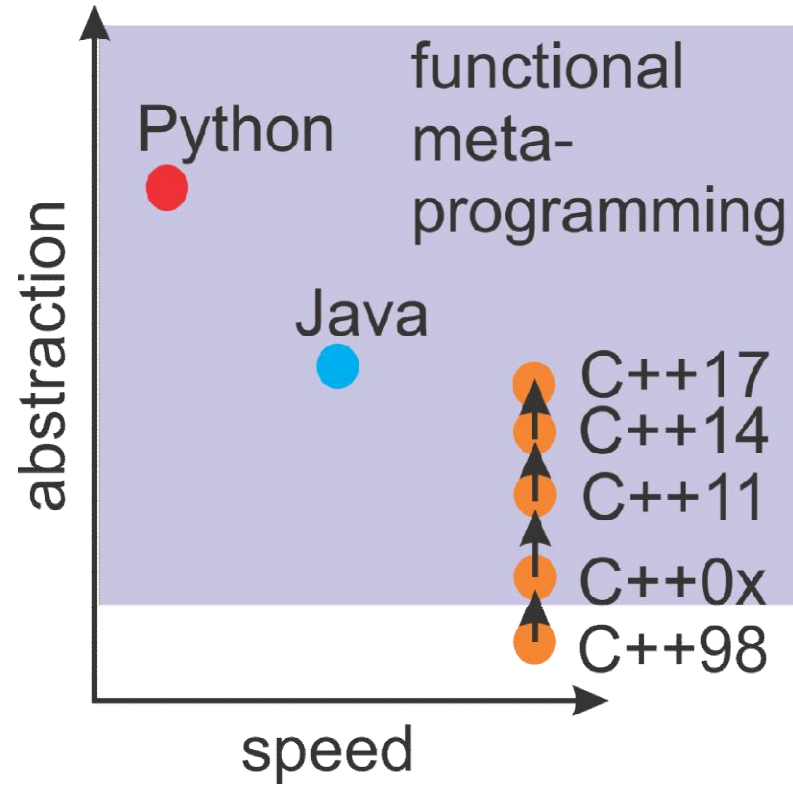 functional
meta-
programming
Python
Java
C++17
C++14
C++11
C++0x
C++98
abstraction
speed